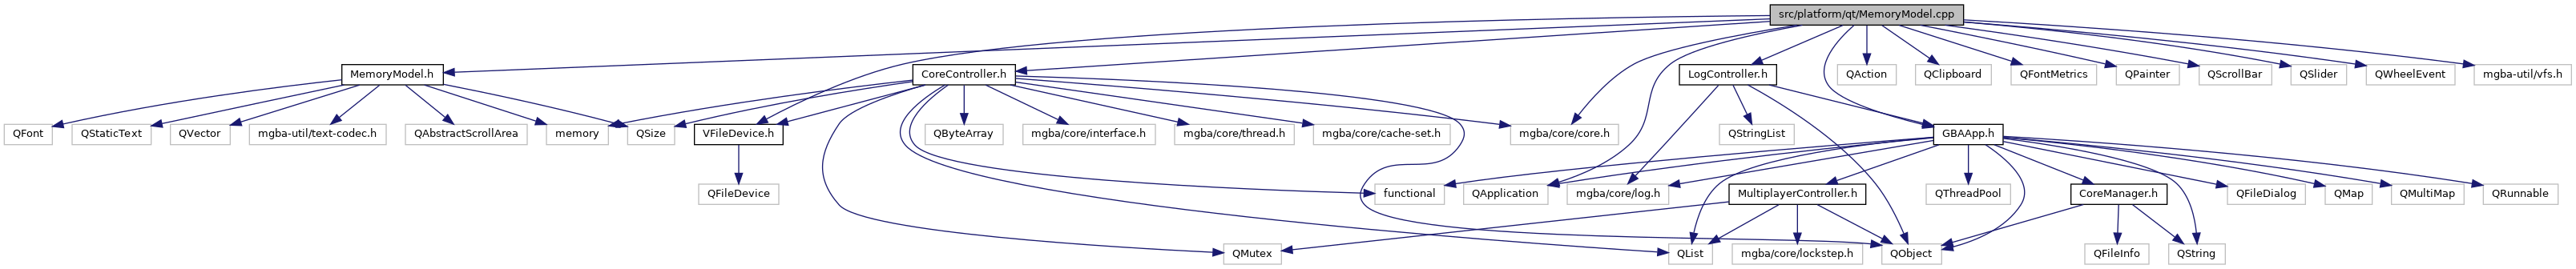 src/platform/qt/MemoryModel.cpp
MemoryModel.h
CoreController.h
LogController.h
QAction
QClipboard
QFontMetrics
QPainter
QScrollBar
QSlider
QWheelEvent
mgba-util/vfs.h
QFont
QStaticText
QVector
mgba-util/text-codec.h
QAbstractScrollArea
memory
QSize
VFileDevice.h
QByteArray
mgba/core/interface.h
mgba/core/thread.h
mgba/core/cache-set.h
mgba/core/core.h
QStringList
GBAApp.h
QFileDevice
functional
QApplication
mgba/core/log.h
MultiplayerController.h
QThreadPool
CoreManager.h
QFileDialog
QMap
QMultiMap
QRunnable
QMutex
QList
mgba/core/lockstep.h
QObject
QFileInfo
QString